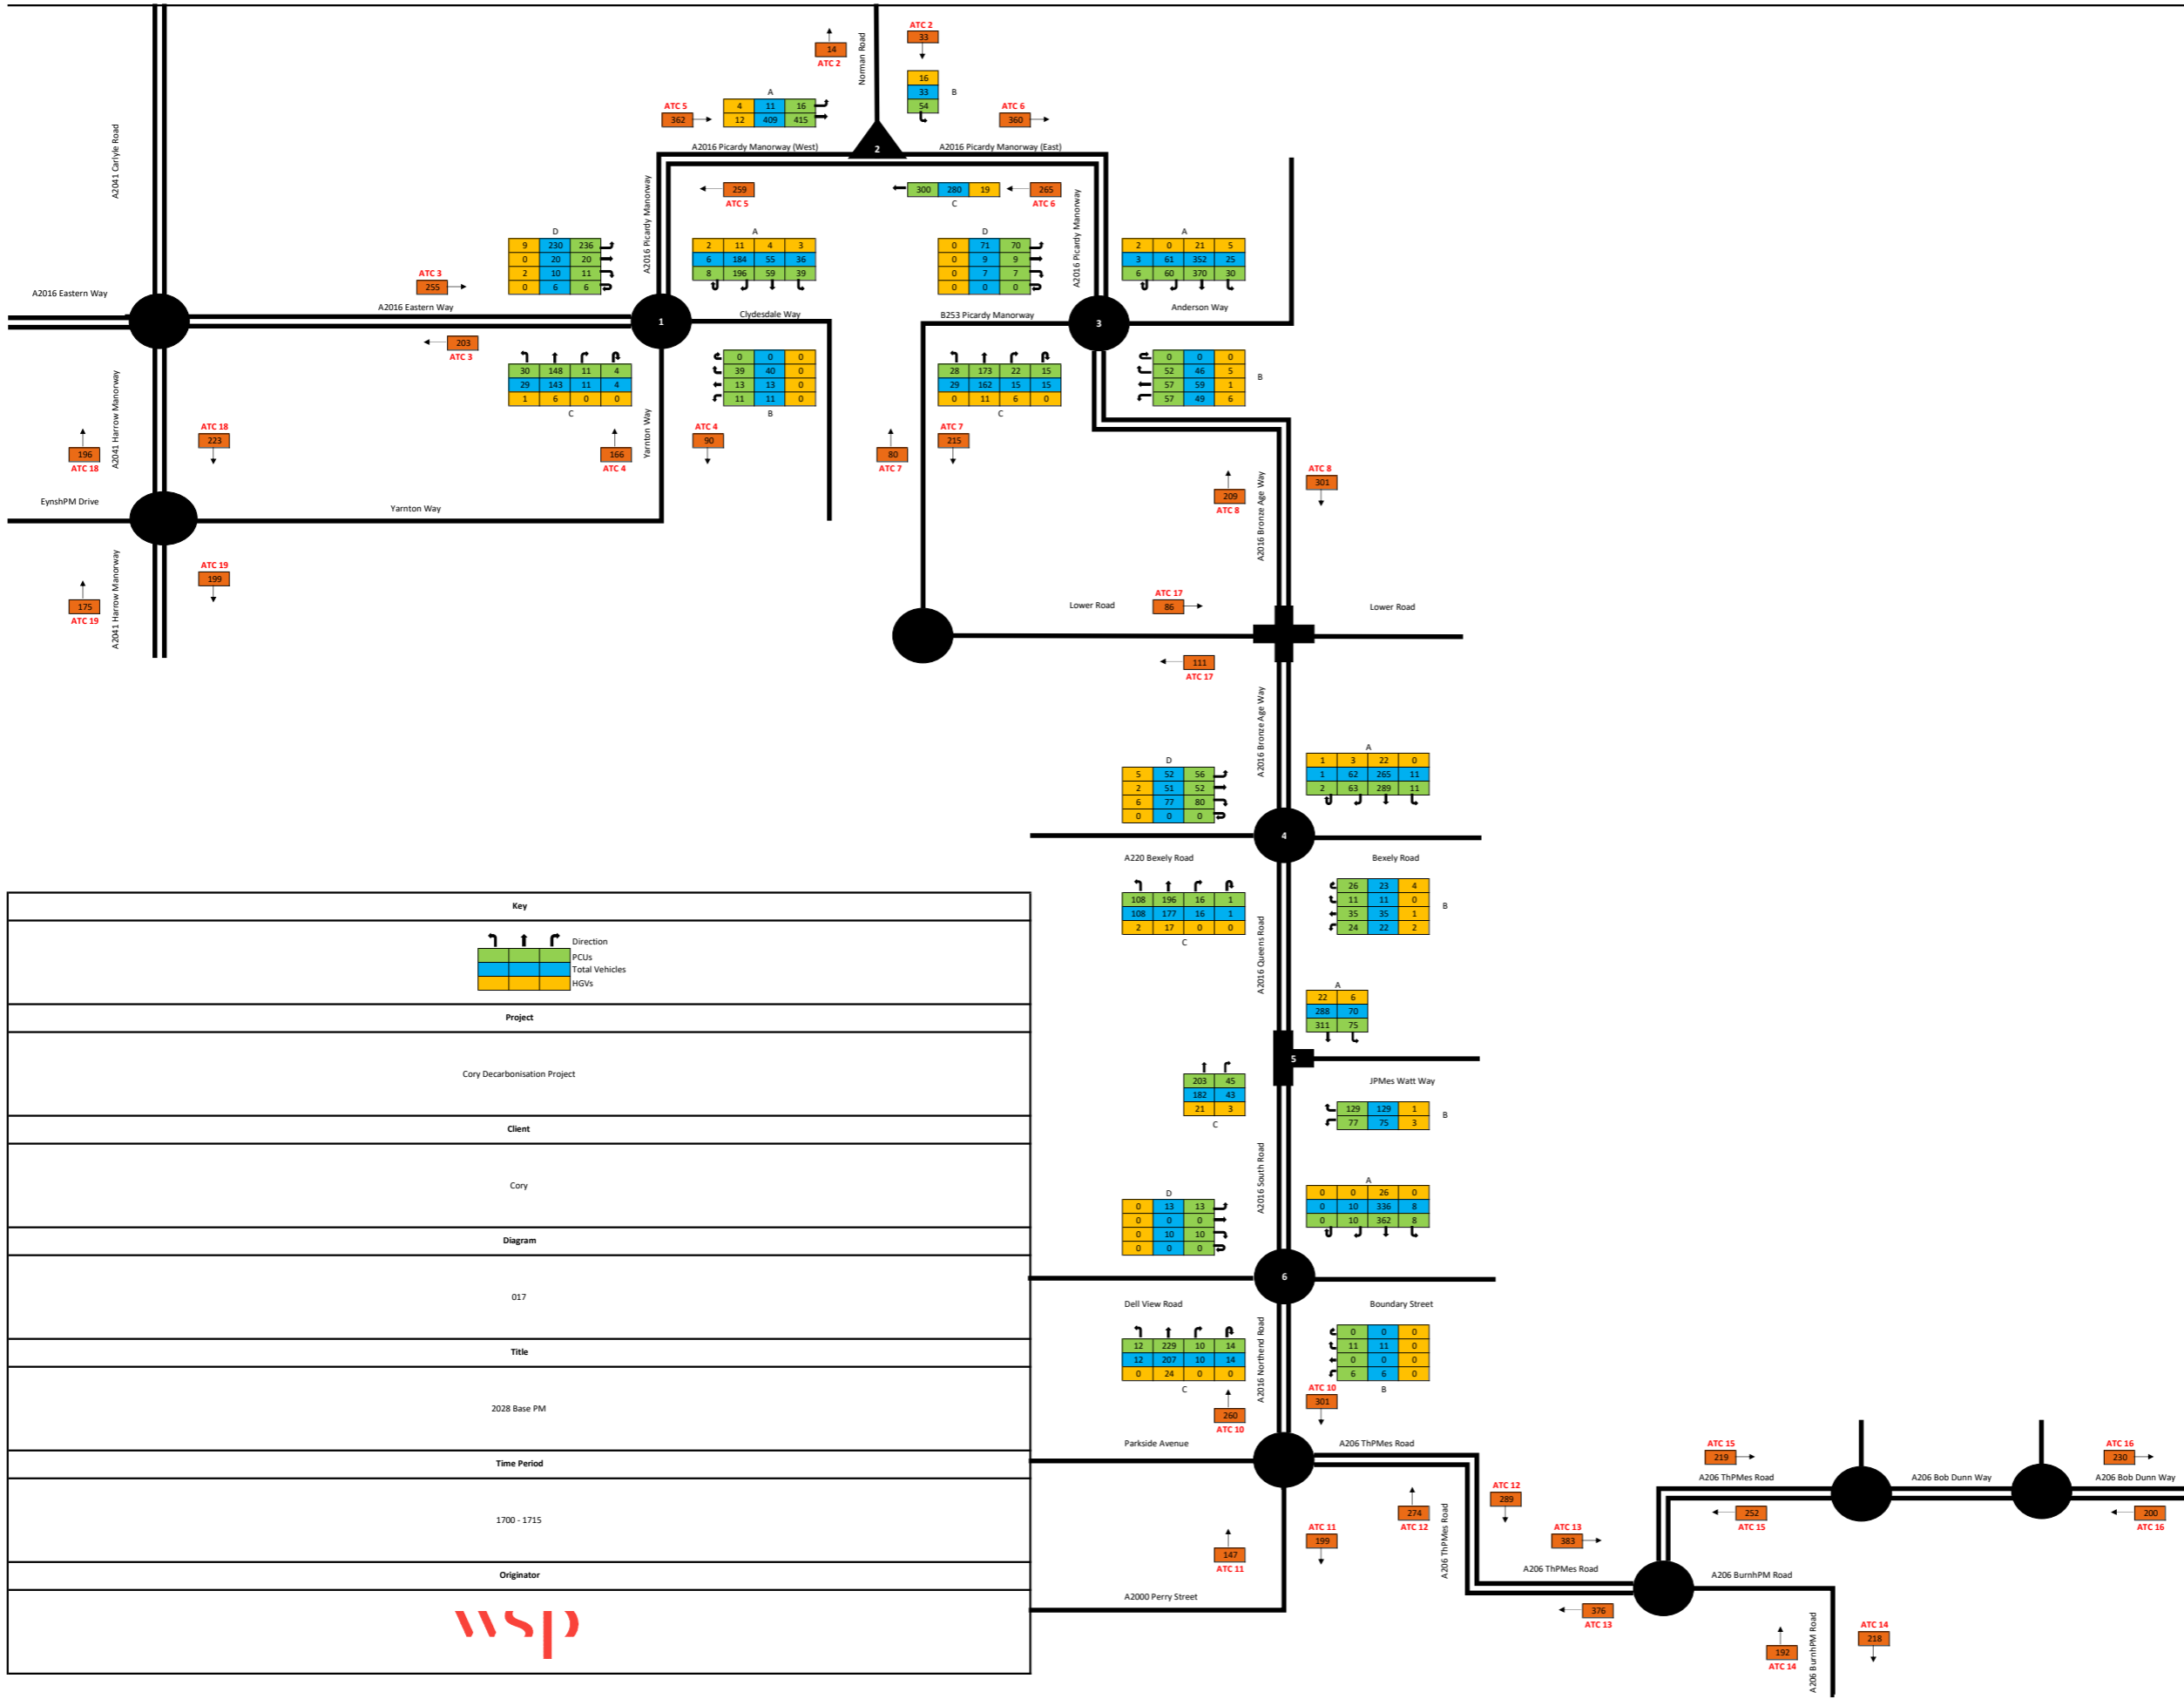 ATC 2
33
14
ATC 2
Norman Road
16
33
54
B
A
4 11 16
12 409 415
ATC 5
362
ATC 6
360
A2016 Picardy Manorway (West)
2
A2016 Picardy Manorway (East)
A2041 Carlyle Road
A2016 Picardy Manorway
259
ATC 5
300 280 19
C
265
ATC 6
A2016 Picardy Manorway
D
9 230 236
0 20 20
2 10 11
0 6 6
A
2 11 4 3
6 184 55 36
8 196 59 39
D
0 71 70
0 9 9
0 7 7
0 0 0
A
2 0 21 5
3 61 352 25
6 60 370 30
ATC 3
255
A2016 Eastern Way
A2016 Eastern Way
1
Clydesdale Way
B253 Picardy Manorway
3
Anderson Way
203
ATC 3
30 148 11 4
29 143 11 4
1 6 0 0
C
0 0 0
39 40 0
13 13 0
11 11 0
B
28 173 22 15
29 162 15 15
0 11 6 0
C
0 0 0
52 46 5
57 59 1
57 49 6
B
A2041 Harrow Manorway
196
ATC 18
ATC 18
223
166
ATC 4
Yarnton Way
ATC 4
90
80
ATC 7
ATC 7
215
209
ATC 8
A2016 Bronze Age Way
ATC 8
301
EynshPM Drive
Yarnton Way
175
ATC 19
A2041 Harrow Manorway
ATC 19
199
Lower Road
ATC 17
86
Lower Road
111
ATC 17
A2016 Bronze Age Way
D
5 52 56
2 51 52
6 77 80
0 0 0
A
1 3 22 0
1 62 265 11
2 63 289 11
4
A220 Bexely Road
Bexely Road
108 196 16 1
108 177 16 1
2 17 0 0
C
A2016 Queens Road
26 23 4
11 11 0
35 35 1
24 22 2
B
A
22 6
288 70
311 75
5
JPMes Watt Way
203 45
182 43
21 3
C
129 129 1
77 75 3
B
A2016 South Road
D
0 13 13
0 0 0
0 10 10
0 0 0
A
0 0 26 0
0 10 336 8
0 10 362 8
6
Dell View Road
Boundary Street
12 229 10 14
12 207 10 14
0 24 0 0
C
A2016 Northend Road
0 0 0
11 11 0
0 0 0
6 6 0
B
260
ATC 10
ATC 10
301
Parkside Avenue
A206 ThPMes Road
147
ATC 11
ATC 11
199
A2000 Perry Street
274
ATC 12
A206 ThPMes Road
ATC 12
289
ATC 13
383
A206 ThPMes Road
376
ATC 13
ATC 15
219
A206 ThPMes Road
252
ATC 15
A206 Bob Dunn Way
ATC 16
230
A206 Bob Dunn Way
200
ATC 16
A206 BurnhPM Road
192
ATC 14
A206 BurnhPM Road
ATC 14
218
Key
Direction
PCUs
Total Vehicles
HGVs
Project
Cory Decarbonisation Project
Client
Cory
Diagram
017
Title
2028 Base PM
Time Period
1700 - 1715
Originator
wsp